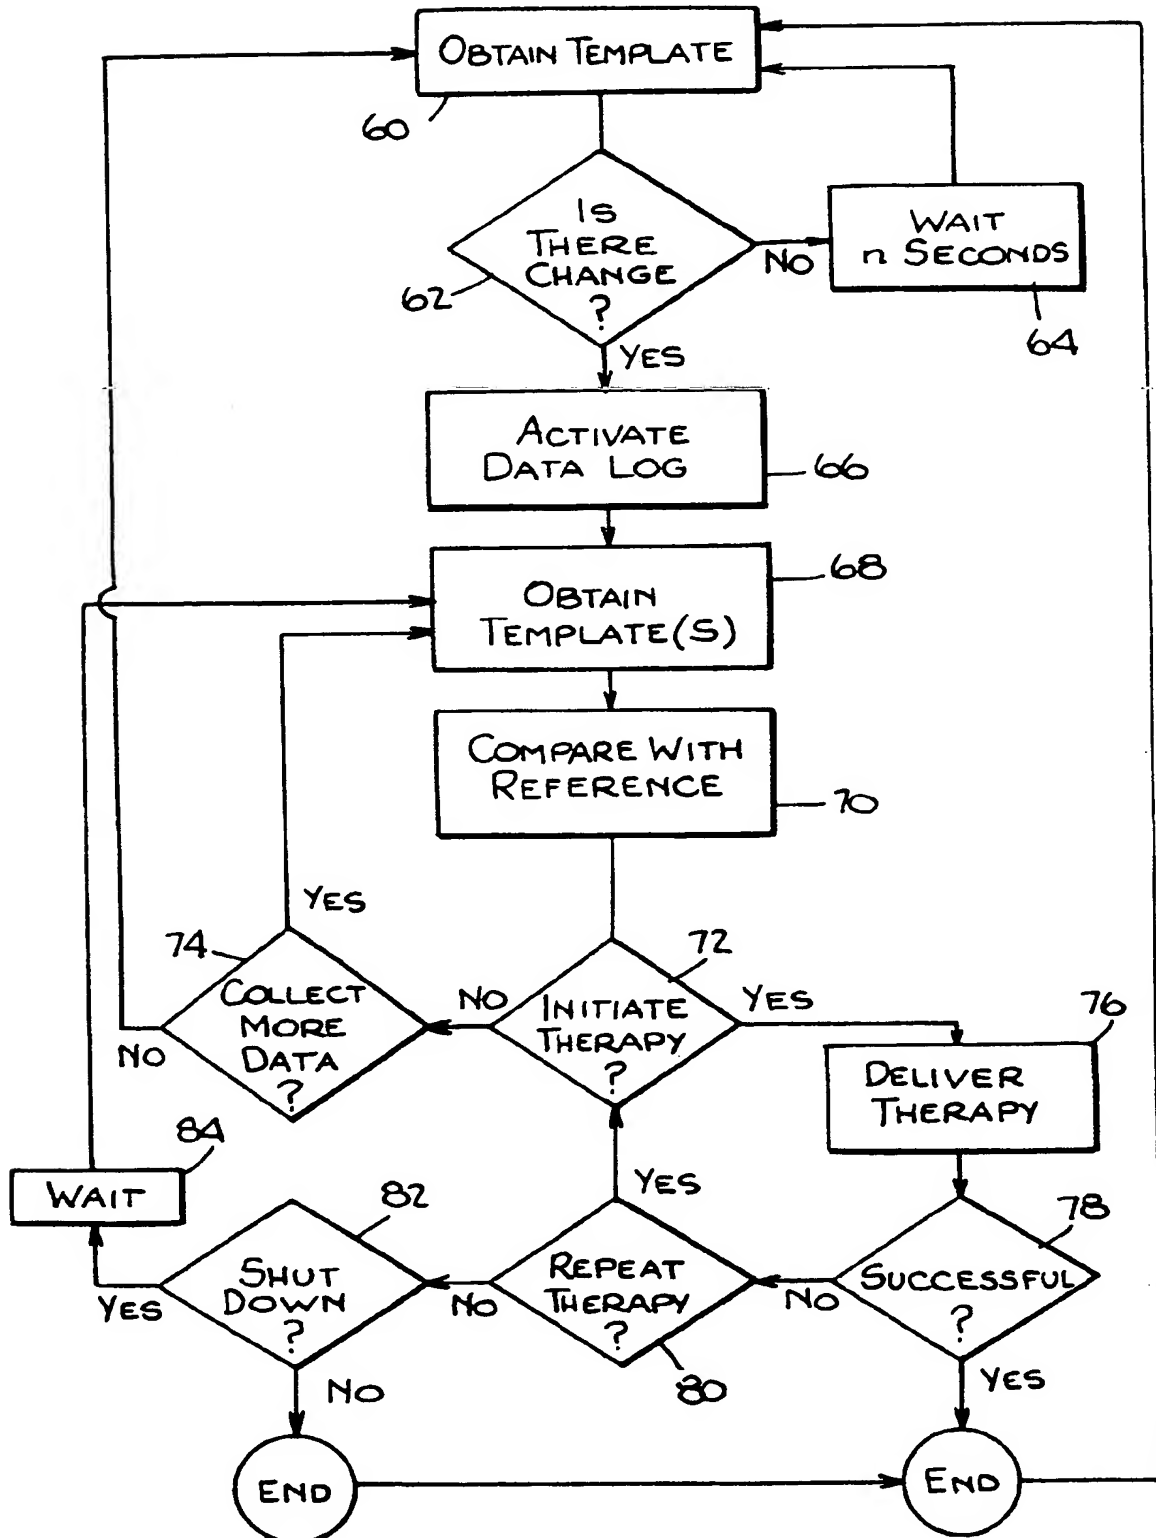 OBTAIN TEMPLATE
60
IS
THERE
CHANGE
?
62
NO
WAIT
n SECONDS
64
YES
ACTIVATE
DATA LOG
66
OBTAIN
TEMPLATE(S)
68
COMPARE WITH
REFERENCE
70
YES
74
COLLECT
MORE
DATA
?
NO
NO
72
INITIATE
THERAPY
?
YES
76
DELIVER
THERAPY
84
WAIT
YES
82
SHUT
DOWN
?
NO
NO
YES
REPEAT
THERAPY
?
80
NO
78
SUCCESSFUL
?
YES
END
END